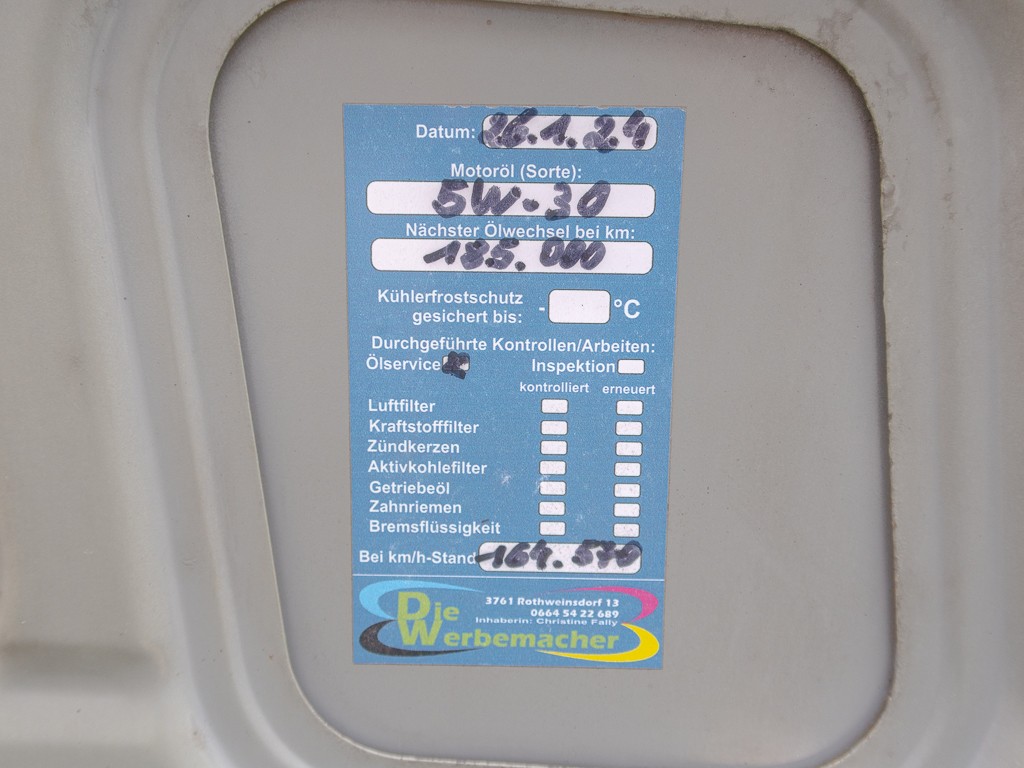 Datum: 26.1.24
Motoröl (Sorte):
5W-30
Nächster Ölwechsel bei km:
185.000
Kühlerfrostschutz
gesichert bis: - °C
Durchgeführte Kontrollen/Arbeiten:
Ölservice x Inspektion
kontrolliert erneuert
Luftfilter
Kraftstofffilter
Zündkerzen
Aktivkohlefilter
Getriebeöl
Zahnriemen
Bremsflüssigkeit
Bei km/h-Stand 164.570
3761 Rothweinsdorf 13
0664 54 22 689
Inhaberin: Christine Fally
Die
Werbemacher